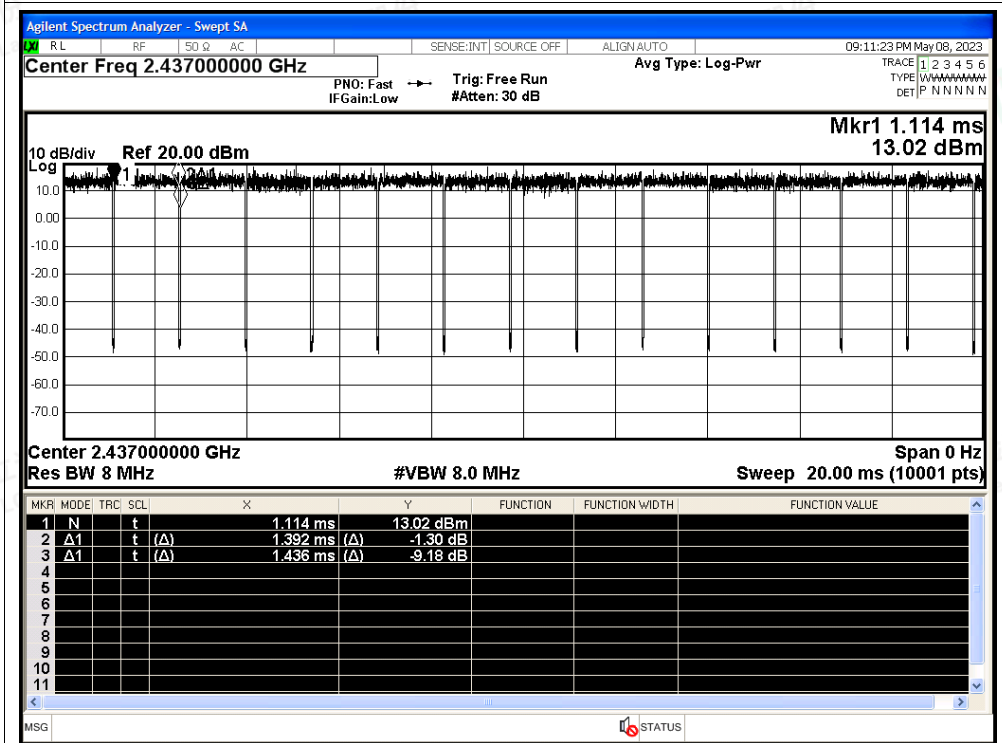 Agilent Spectrum Analyzer - Swept SA
LXI RL RF 50 Ω AC SENSE:INT SOURCE OFF ALIGN AUTO 09:11:23 PM May 08, 2023
Center Freq 2.437000000 GHz
PNO: Fast
IFGain:Low
Trig: Free Run
#Atten: 30 dB
Avg Type: Log-Pwr
TRACE 1 2 3 4 5 6
TYPE
DET P N N N N N
Mkr1 1.114 ms
13.02 dBm
10 dB/div Ref 20.00 dBm
Log
1
10.0
0.00
-10.0
-20.0
-30.0
-40.0
-50.0
-60.0
-70.0
Center 2.437000000 GHz Span 0 Hz
Res BW 8 MHz #VBW 8.0 MHz Sweep 20.00 ms (10001 pts)
MKR MODE TRC SCL X Y FUNCTION FUNCTION WIDTH FUNCTION VALUE
1 N t 1.114 ms 13.02 dBm
2 Δ1 t (Δ) 1.392 ms (Δ) -1.30 dB
3 Δ1 t (Δ) 1.436 ms (Δ) -9.18 dB
4
5
6
7
8
9
10
11
MSG STATUS